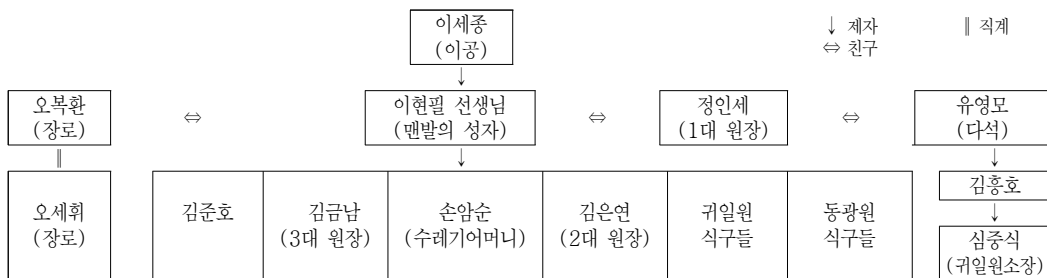 이세종
(이공)
↓ 제자
∥ 직계
⇔ 친구
↓
오복환
(장로)
⇔
이현필 선생님
(맨발의 성자)
⇔
정인세
(1대 원장)
⇔
유영모
(다석)
∥
↓
↓
오세휘
(장로)
김준호
김금남
(3대 원장)
손암순
(수레기어머니)
김은연
(2대 원장)
귀일원
식구들
동광원
식구들
김흥호
↓
심중식
(귀일원소장)